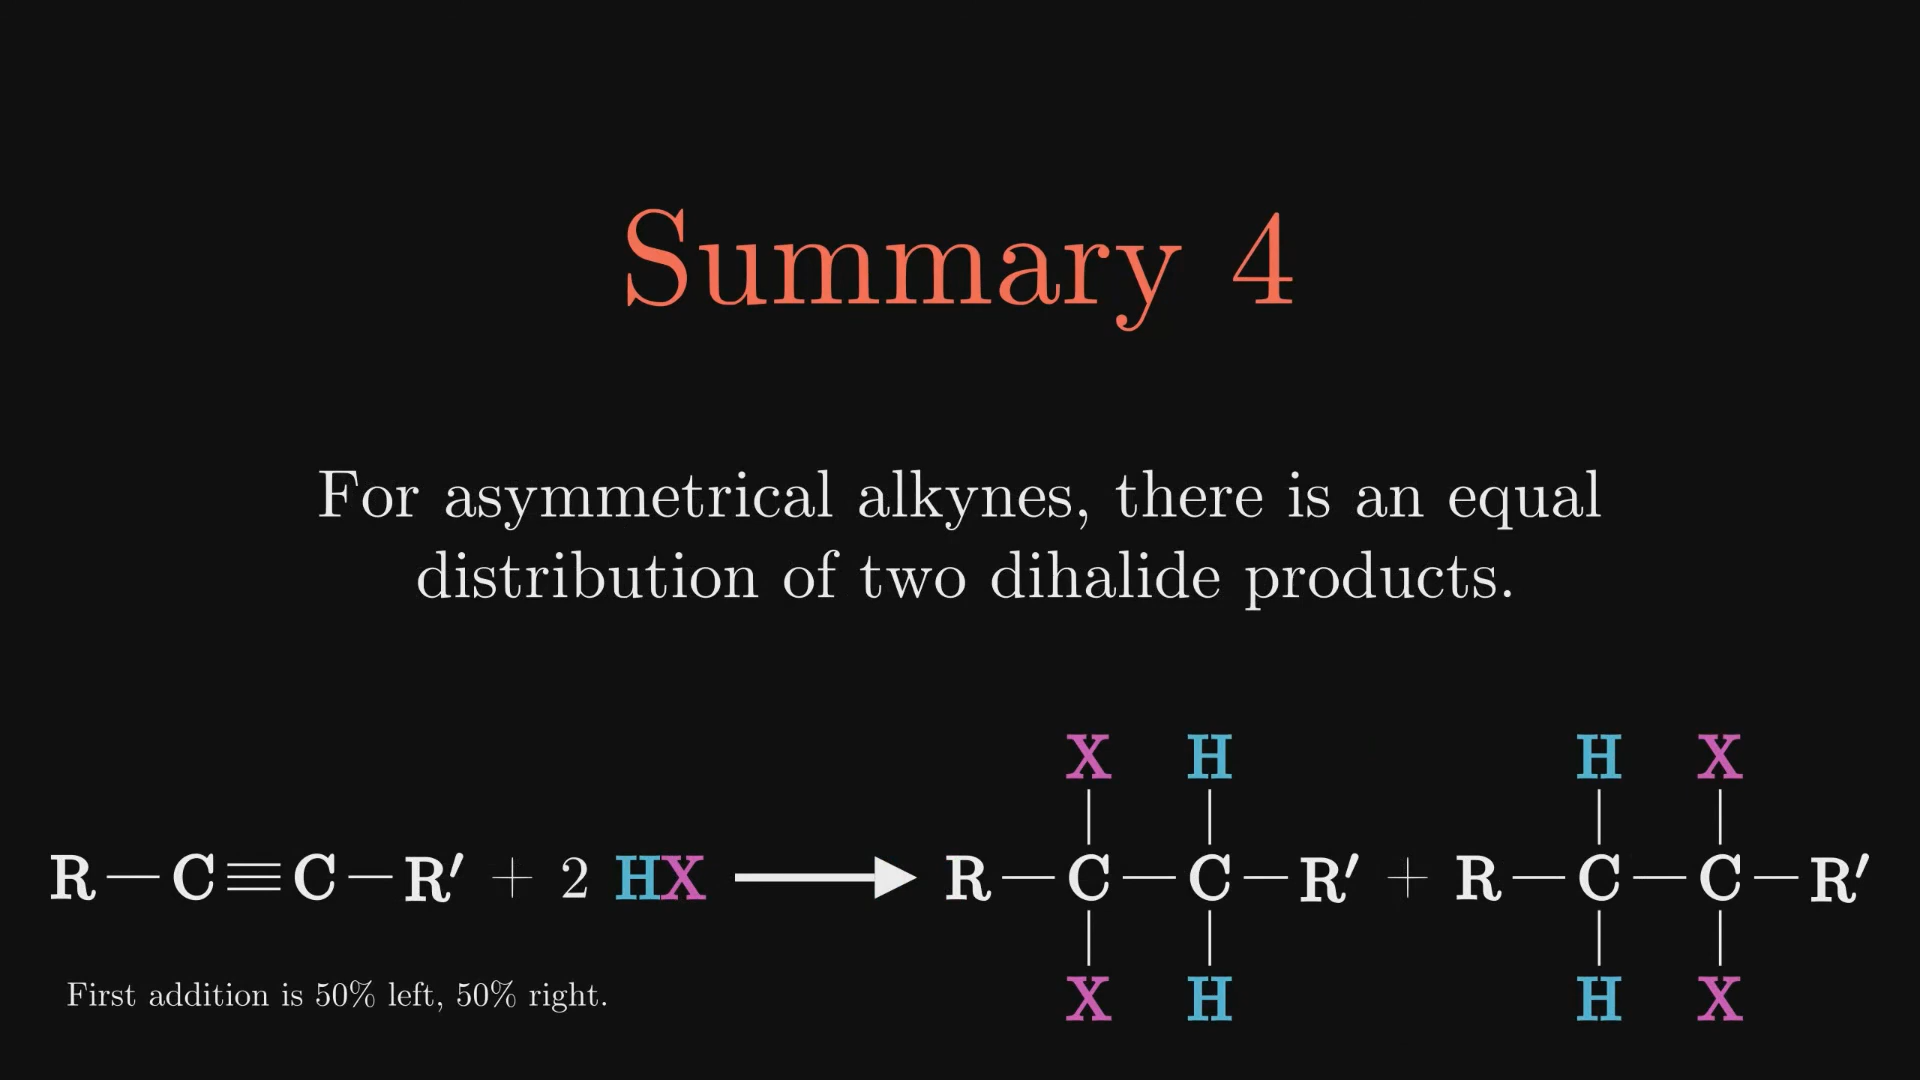 Summary 4
For asymmetrical alkynes, there is an equal
distribution of two dihalide products.
X H H X
R—C≡C—R′ + 2 HX → R—C—C—R′ + R—C—C—R′
X H H X
First addition is 50% left, 50% right.